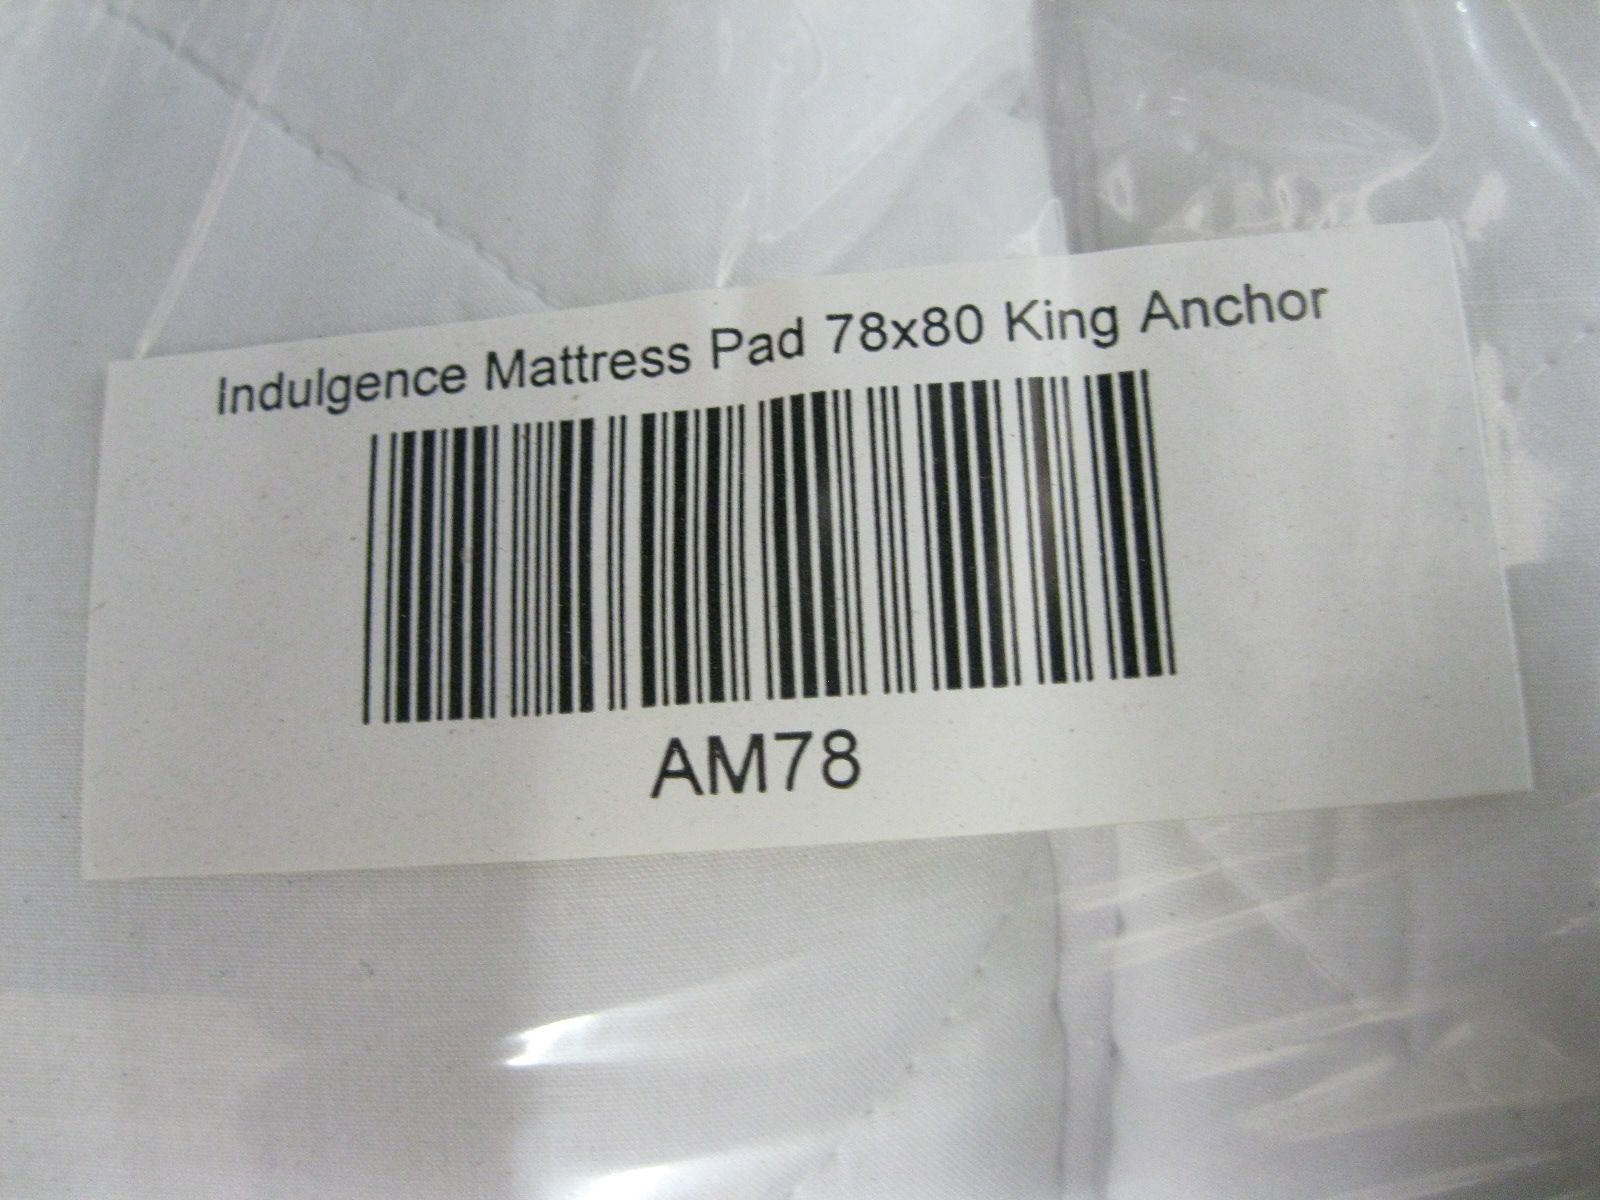 Indulgence Mattress Pad 78x80 King Anchor
AM78